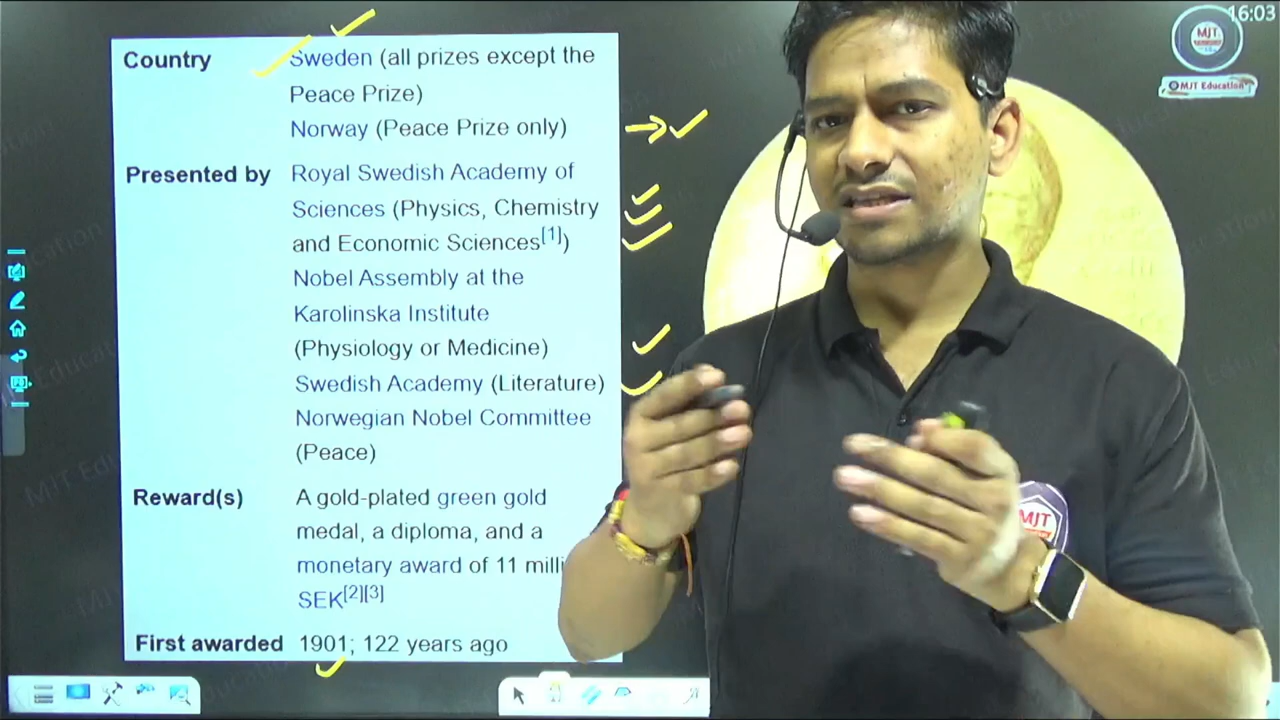 16:03
MJT
MJT Education
Country Sweden (all prizes except the
Peace Prize)
Norway (Peace Prize only)
Presented by Royal Swedish Academy of
Sciences (Physics, Chemistry
and Economic Sciences[1])
Nobel Assembly at the
Karolinska Institute
(Physiology or Medicine)
Swedish Academy (Literature)
Norwegian Nobel Committee
(Peace)
Reward(s) A gold-plated green gold
medal, a diploma, and a
monetary award of 11 milli
SEK[2][3]
First awarded 1901; 122 years ago
MJT